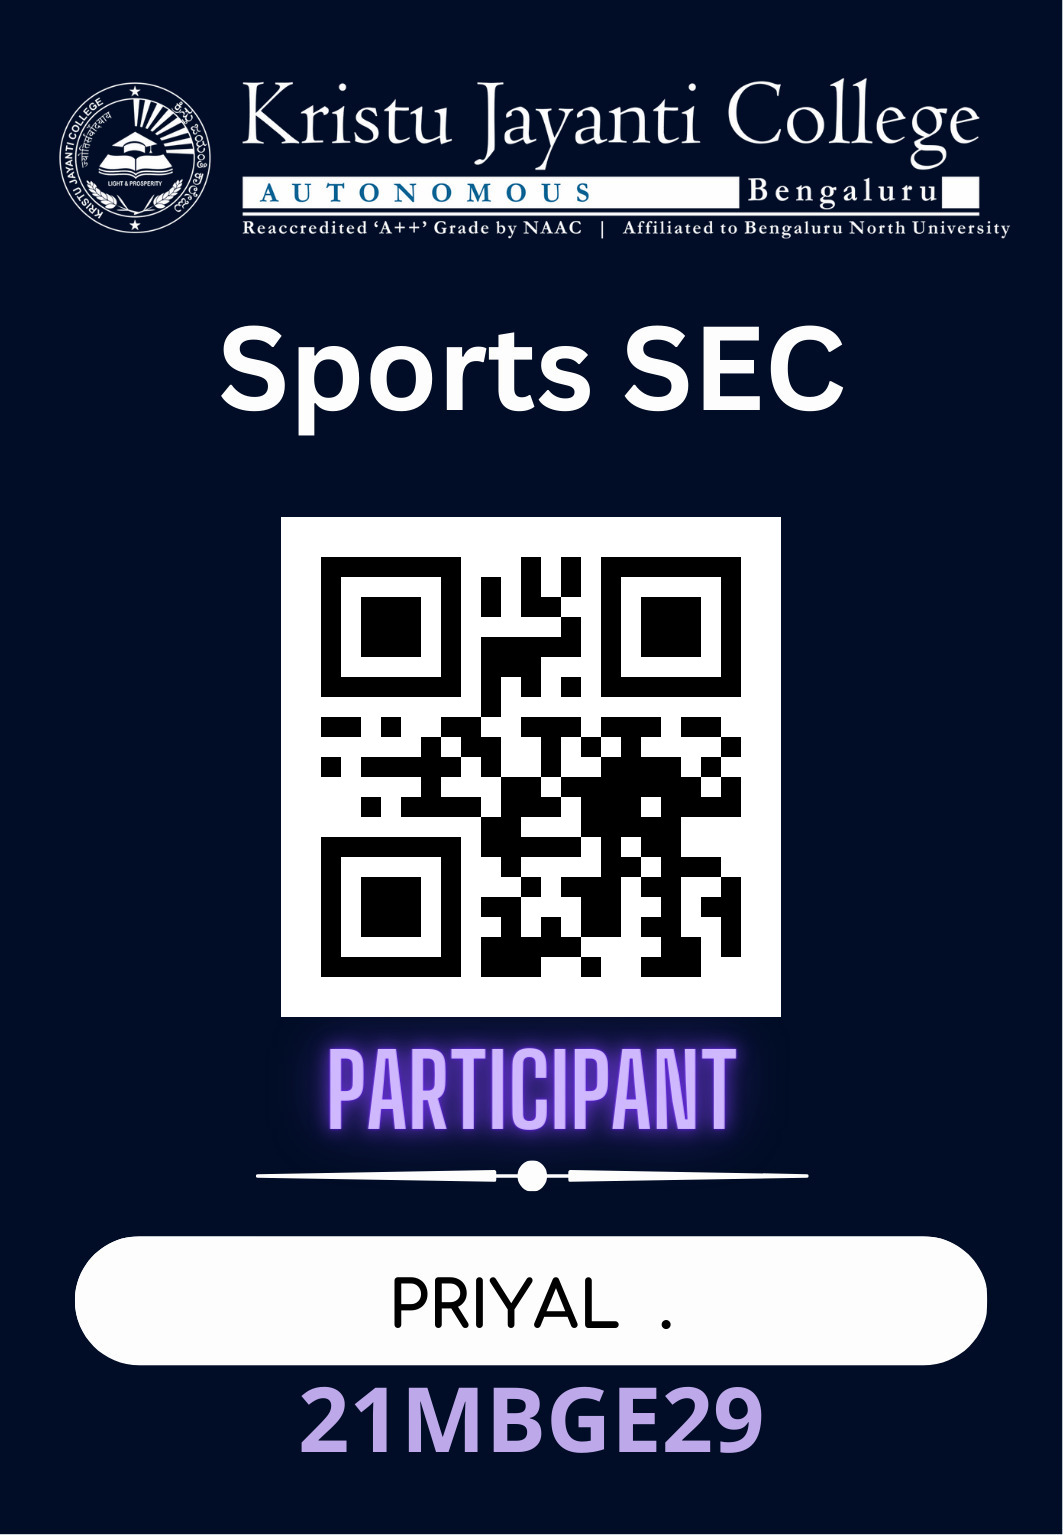 KRISTU JAYANTI COLLEGE
LIGHT & PROSPERITY
Kristu Jayanti College
AUTONOMOUS Bengaluru
Reaccredited ‘A++’ Grade by NAAC | Affiliated to Bengaluru North University
Sports SEC
PARTICIPANT
PRIYAL .
21MBGE29